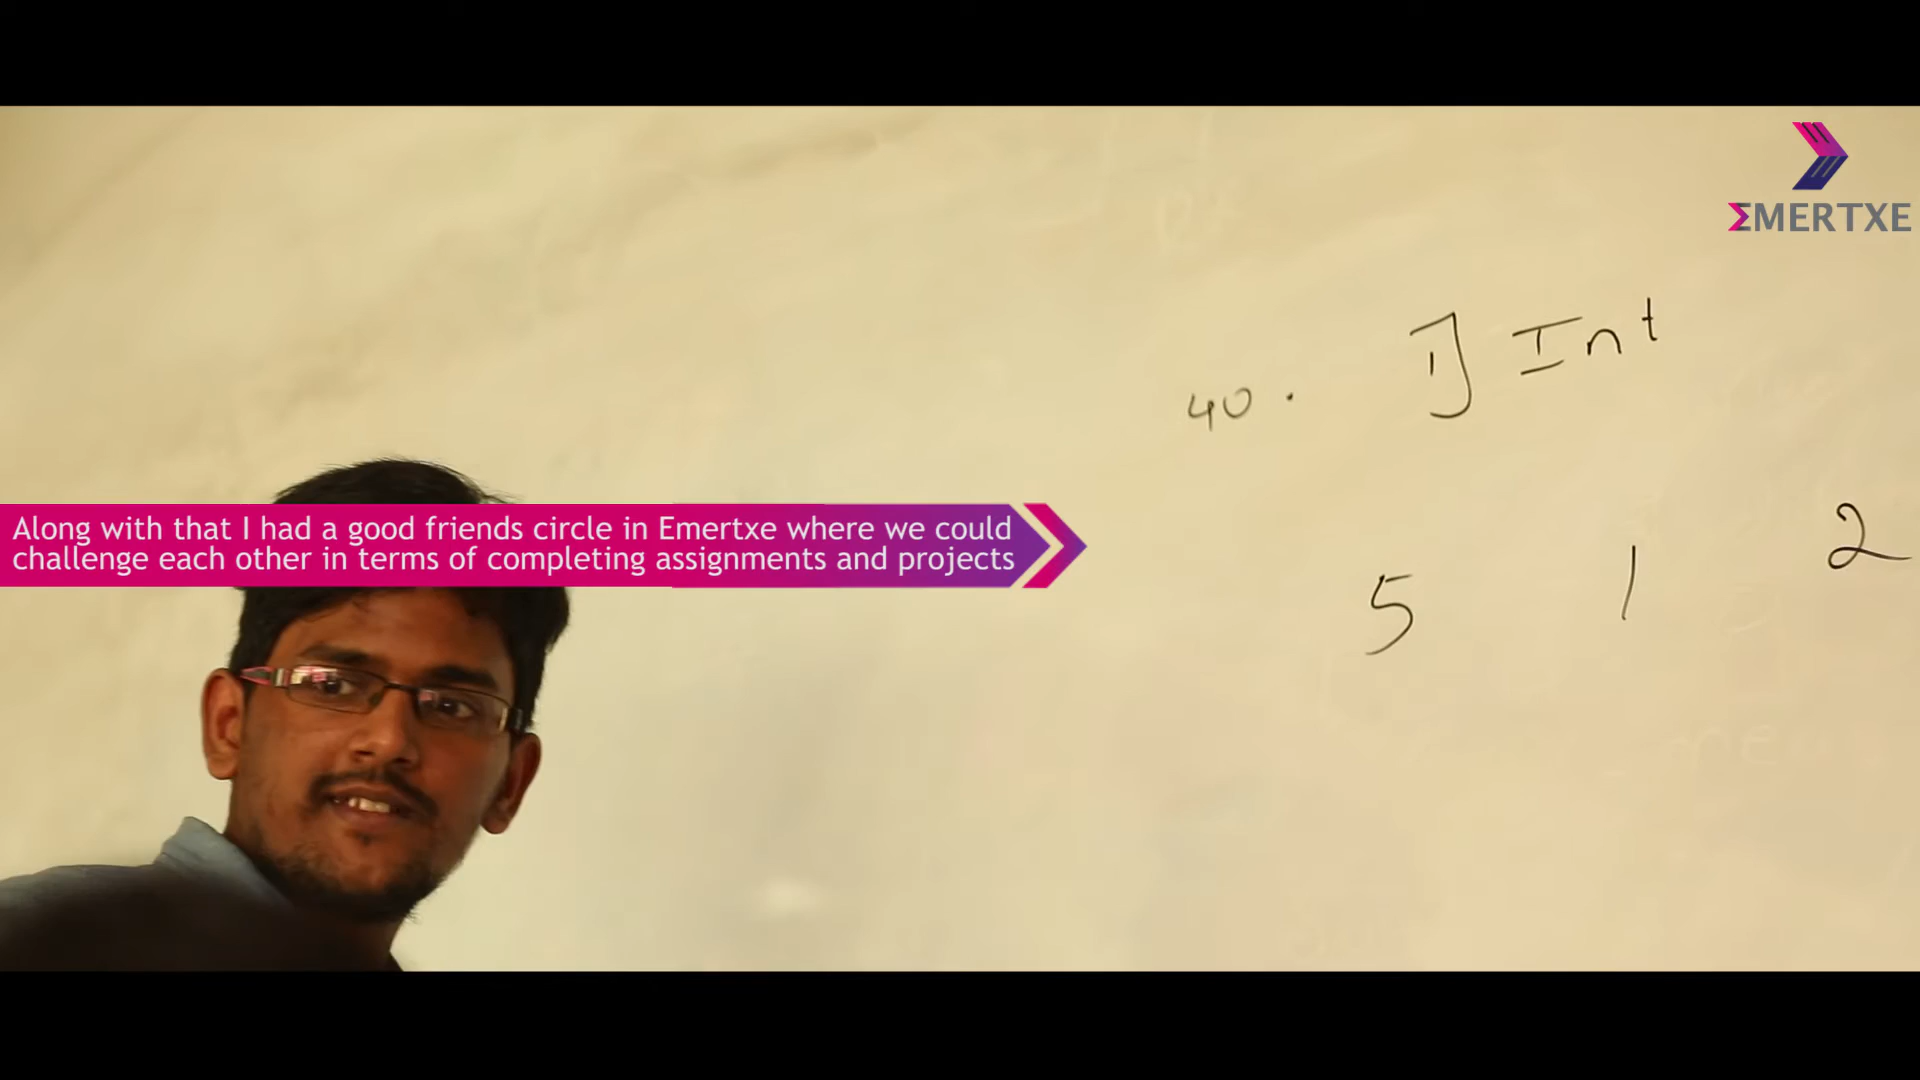 EMERTXE
1] Int
40 .
Along with that I had a good friends circle in Emertxe where we could
challenge each other in terms of completing assignments and projects
5 1 2